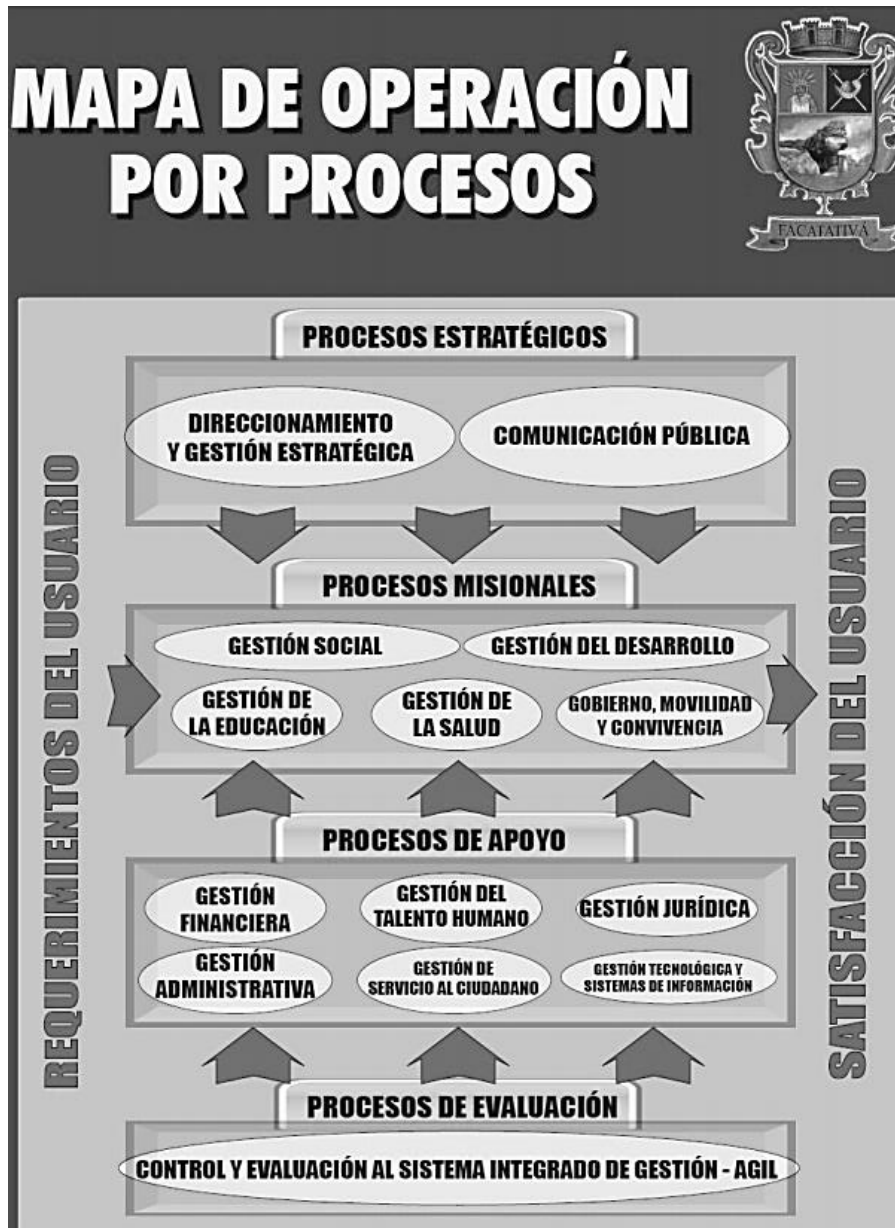 MAPA DE OPERACIÓN
POR PROCESOS
FACATATIVÁ
REQUERIMIENTOS DEL USUARIO
PROCESOS ESTRATÉGICOS
DIRECCIONAMIENTO
Y GESTIÓN ESTRATÉGICA
COMUNICACIÓN PÚBLICA
PROCESOS MISIONALES
GESTIÓN SOCIAL
GESTIÓN DEL DESARROLLO
GESTIÓN DE
LA EDUCACIÓN
GESTIÓN DE
LA SALUD
GOBIERNO, MOVILIDAD
Y CONVIVENCIA
PROCESOS DE APOYO
GESTIÓN
FINANCIERA
GESTIÓN DEL
TALENTO HUMANO
GESTIÓN JURÍDICA
GESTIÓN
ADMINISTRATIVA
GESTIÓN DE
SERVICIO AL CIUDADANO
GESTIÓN TECNOLÓGICA Y
SISTEMAS DE INFORMACIÓN
PROCESOS DE EVALUACIÓN
CONTROL Y EVALUACIÓN AL SISTEMA INTEGRADO DE GESTIÓN - AGIL
SATISFACCIÓN DEL USUARIO